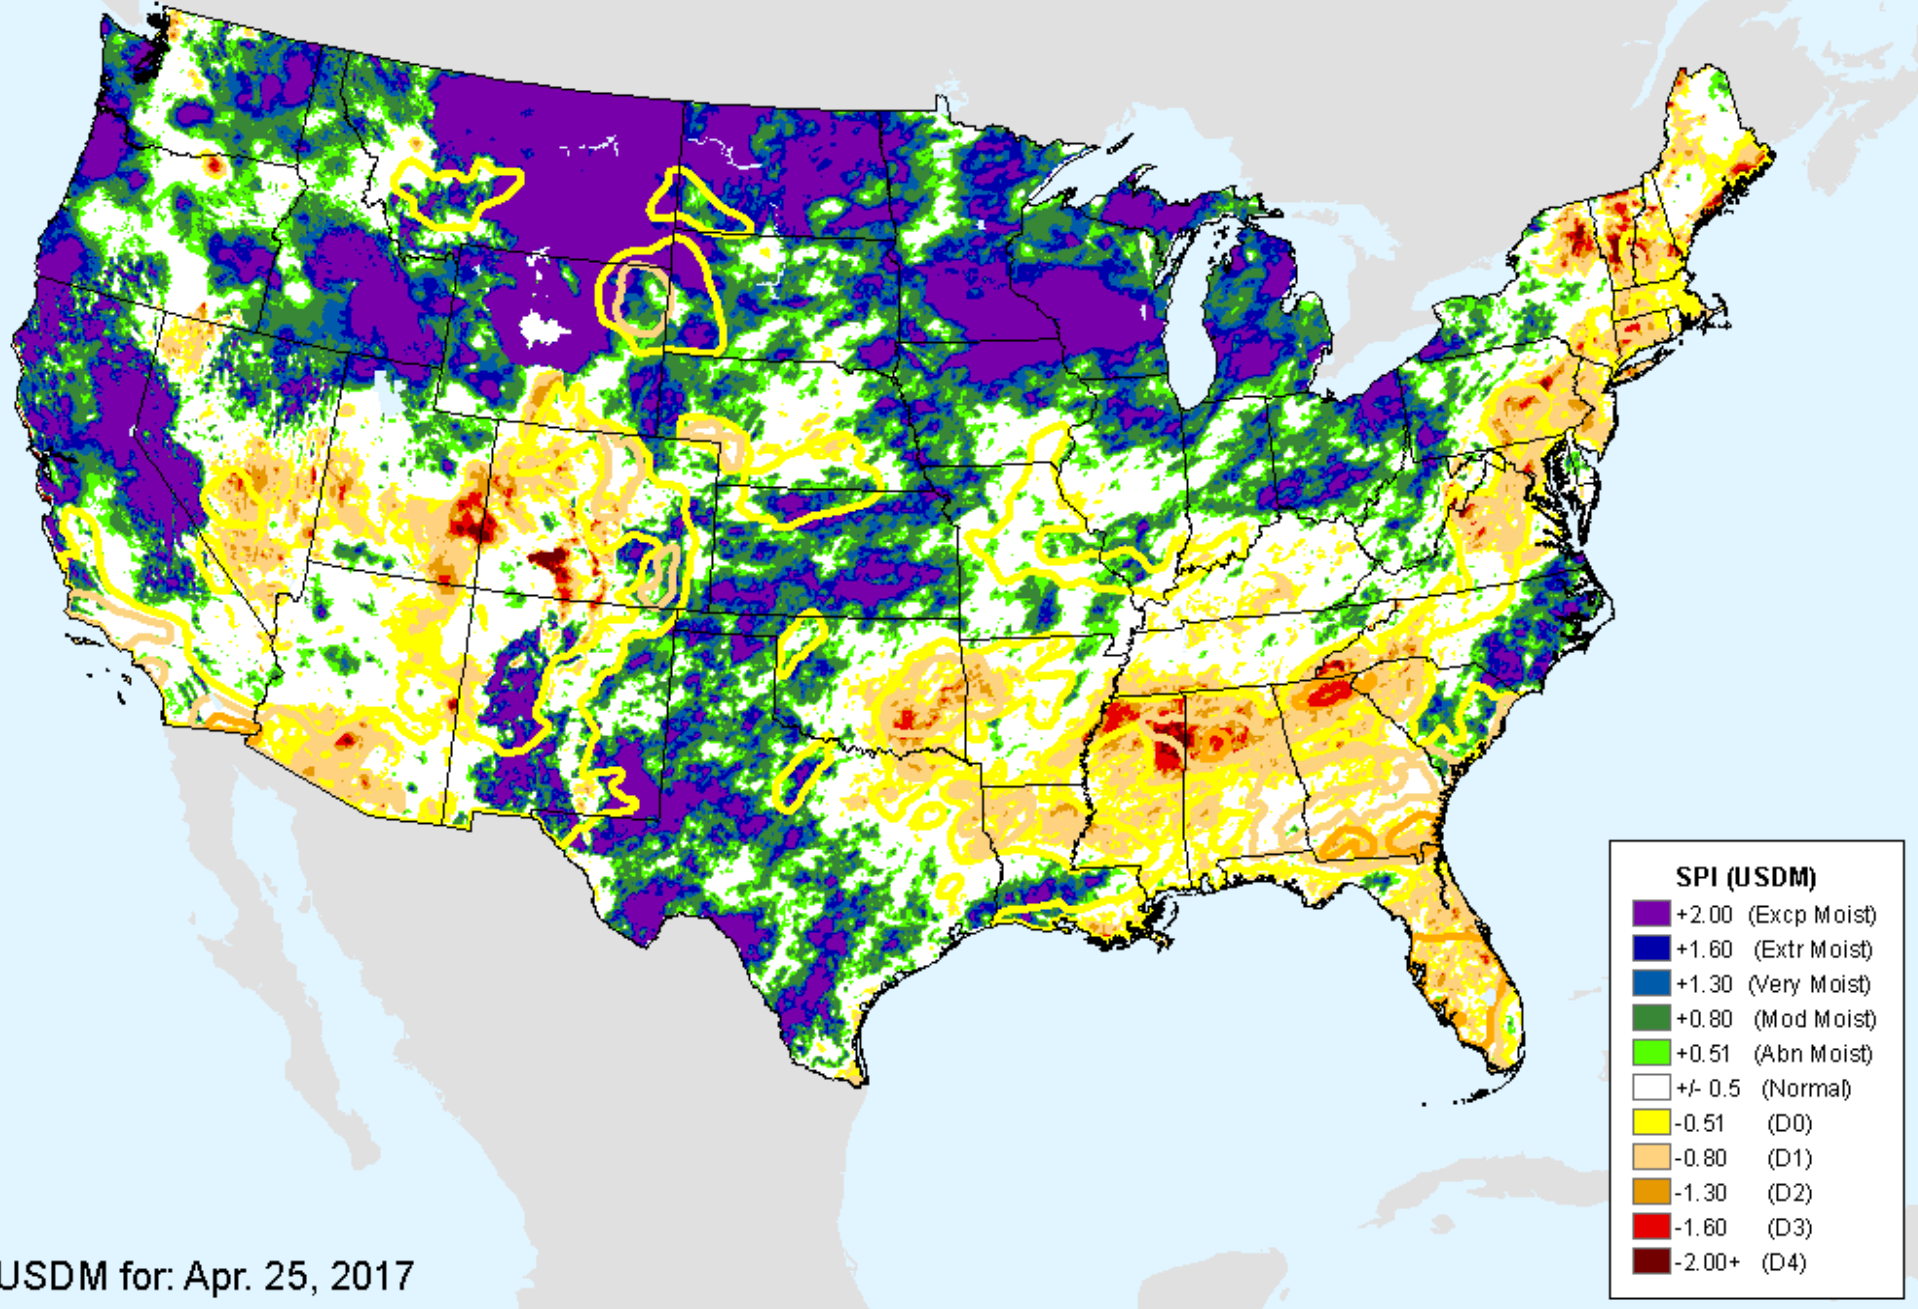 SPI (USDM)
+2.00 (Excp Moist)
+1.60 (Extr Moist)
+1.30 (Very Moist)
+0.80 (Mod Moist)
+0.51 (Abn Moist)
+/- 0.5 (Normal)
-0.51 (D0)
-0.80 (D1)
-1.30 (D2)
-1.60 (D3)
-2.00+ (D4)
USDM for: Apr. 25, 2017